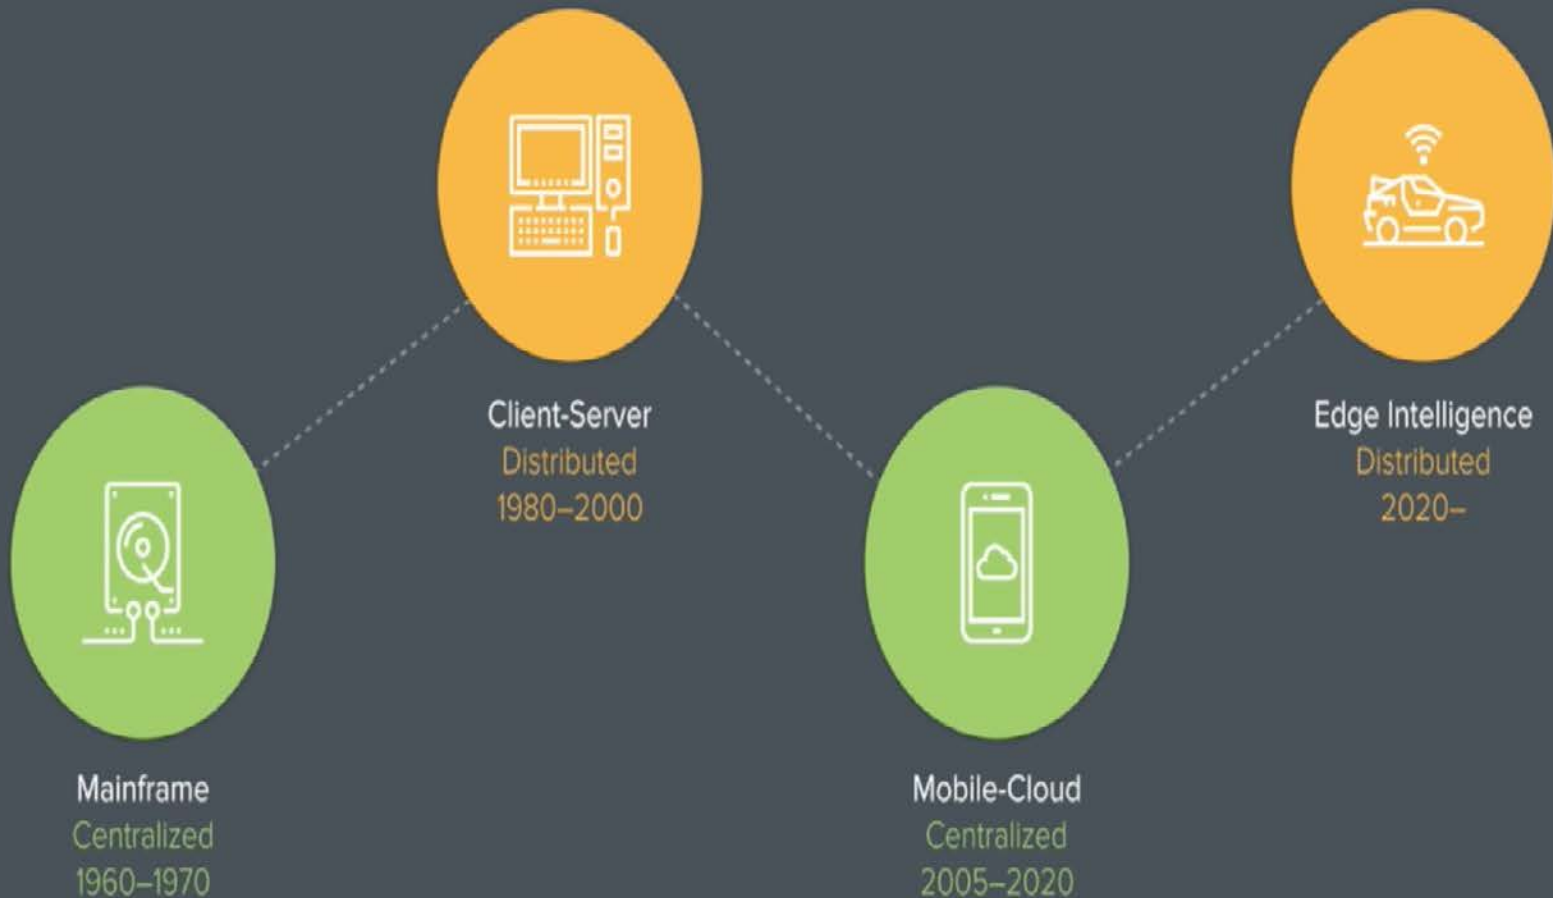 Mainframe
Centralized
1960–1970
Client-Server
Distributed
1980–2000
Mobile-Cloud
Centralized
2005–2020
Edge Intelligence
Distributed
2020–